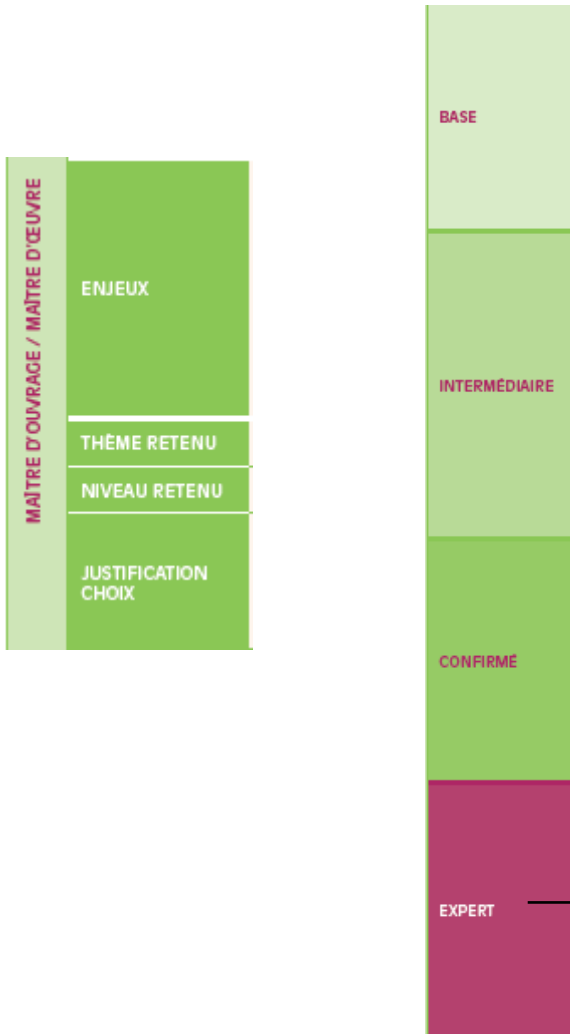 MAÎTRE D'OUVRAGE / MAÎTRE D'ŒUVRE
ENJEUX
THÈME RETENU
NIVEAU RETENU
JUSTIFICATION
CHOIX
BASE
INTERMÉDIAIRE
CONFIRMÉ
EXPERT